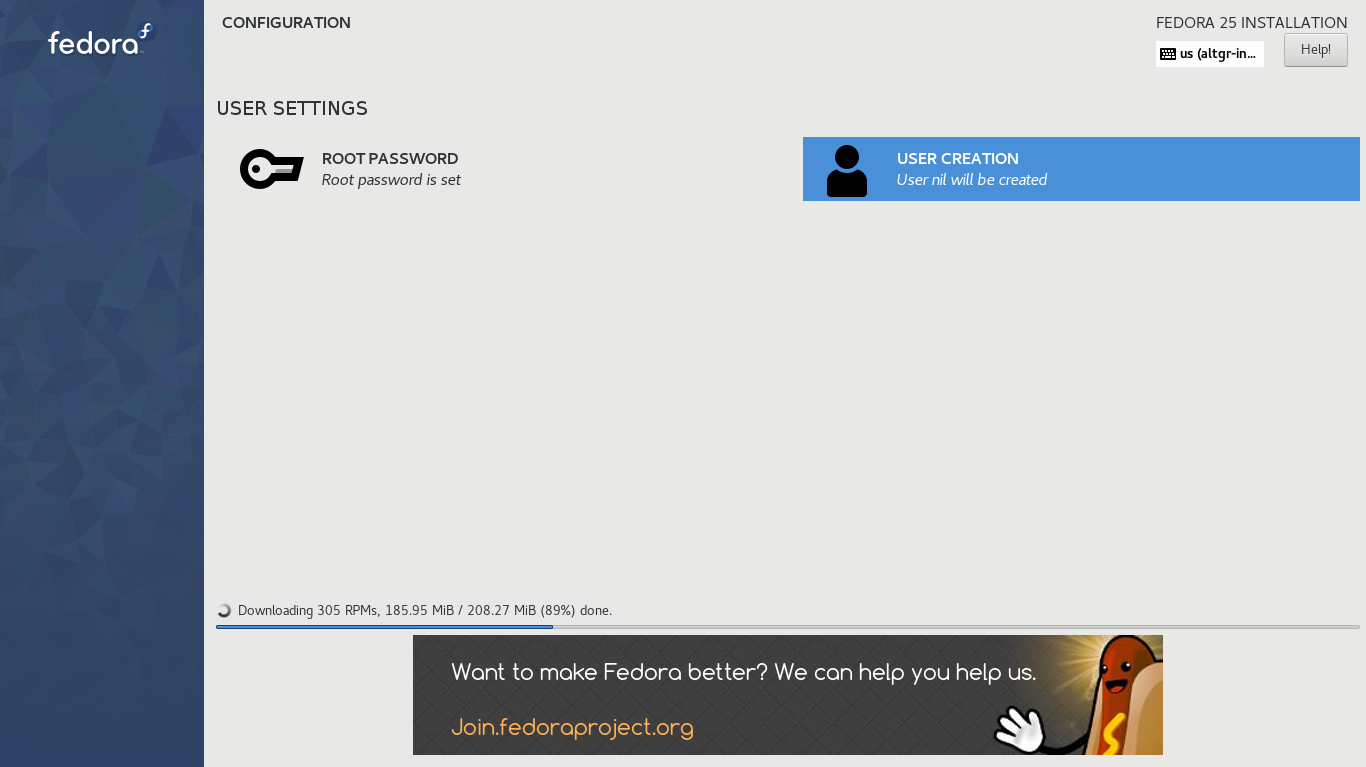 fedora
CONFIGURATION
FEDORA 25 INSTALLATION
us (altgr-in...
Help!
USER SETTINGS
ROOT PASSWORD
Root password is set
USER CREATION
User nil will be created
Downloading 305 RPMs, 185.95 MiB / 208.27 MiB (89%) done.
Want to make Fedora better? We can help you help us.
Join.fedoraproject.org